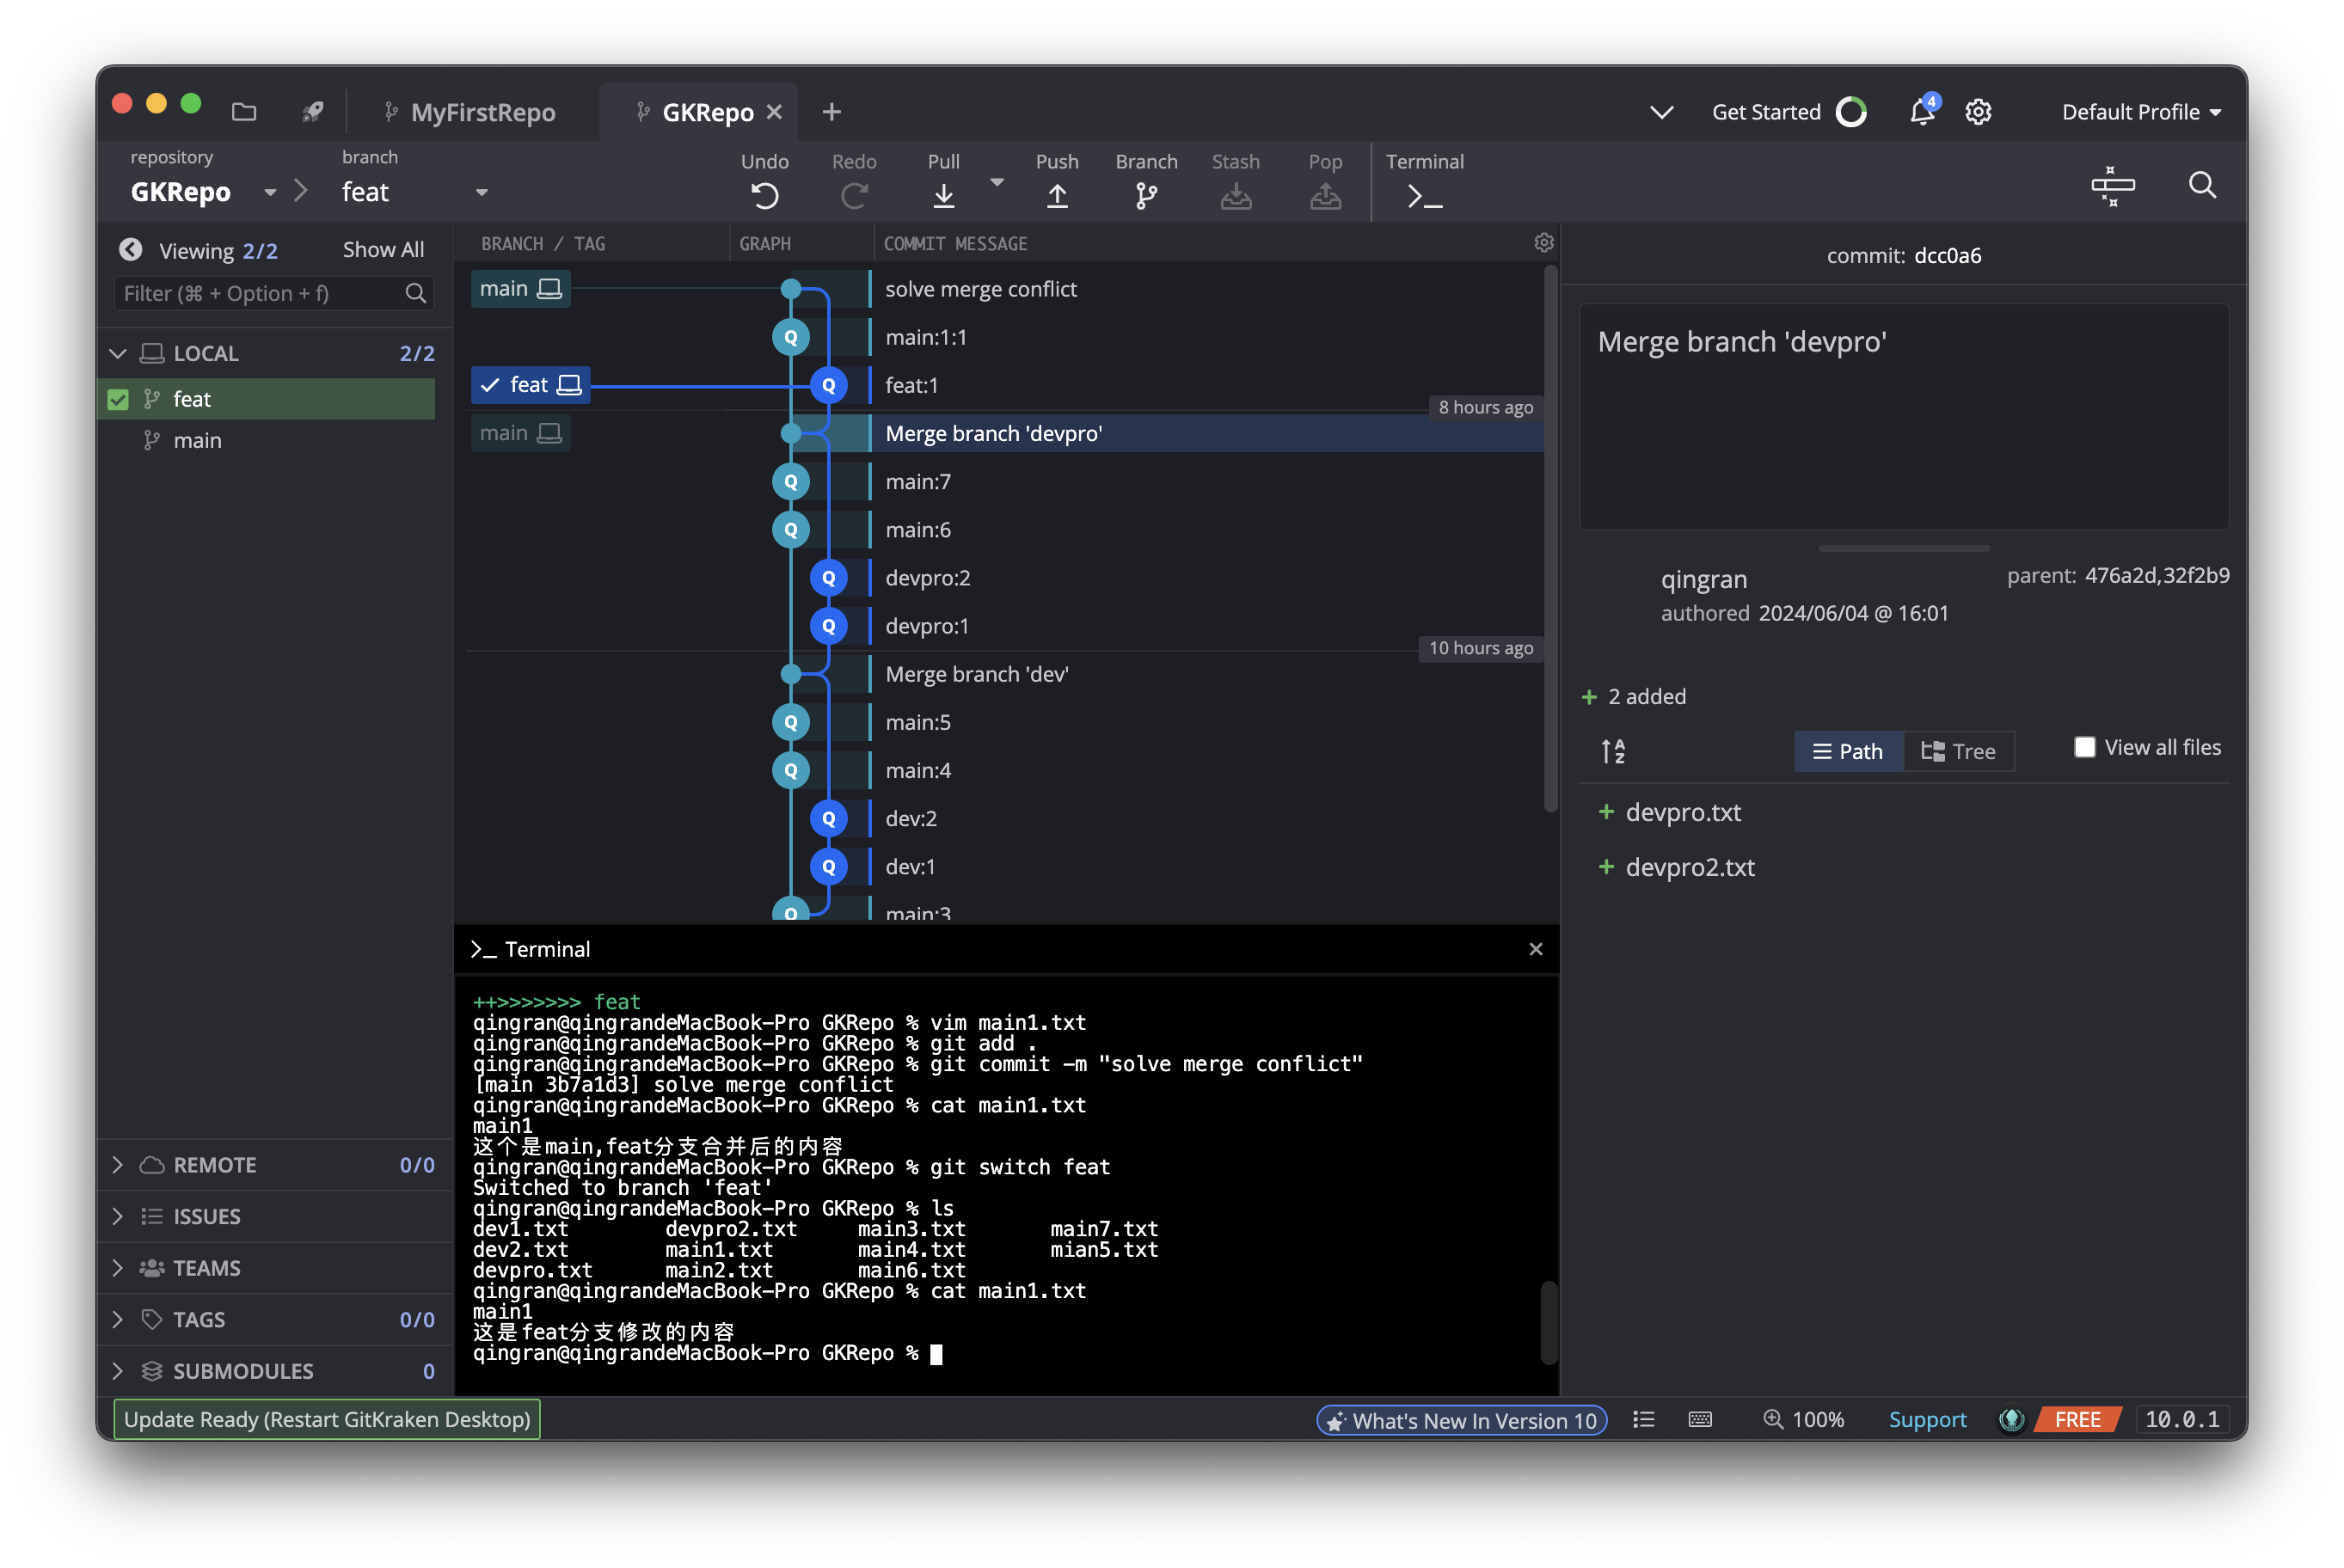 MyFirstRepo
GKRepo
Get Started
4
Default Profile
repository
GKRepo
branch
feat
Undo
Redo
Pull
Push
Branch
Stash
Pop
Terminal
Viewing 2/2
Show All
Filter (⌘ + Option + f)
LOCAL 2/2
feat
main
REMOTE 0/0
ISSUES
TEAMS
TAGS 0/0
SUBMODULES 0
BRANCH / TAG
GRAPH
COMMIT MESSAGE
main
solve merge conflict
Q
main:1:1
feat
Q
feat:1
8 hours ago
main
Merge branch 'devpro'
Q
main:7
Q
main:6
Q
devpro:2
Q
devpro:1
10 hours ago
Merge branch 'dev'
Q
main:5
Q
main:4
Q
dev:2
Q
dev:1
Q
main:3
>_ Terminal
++>>>>>>> feat
qingran@qingrandeMacBook-Pro GKRepo % vim main1.txt
qingran@qingrandeMacBook-Pro GKRepo % git add .
qingran@qingrandeMacBook-Pro GKRepo % git commit -m "solve merge conflict"
[main 3b7a1d3] solve merge conflict
qingran@qingrandeMacBook-Pro GKRepo % cat main1.txt
main1
这个是main,feat分支合并后的内容
qingran@qingrandeMacBook-Pro GKRepo % git switch feat
Switched to branch 'feat'
qingran@qingrandeMacBook-Pro GKRepo % ls
dev1.txt devpro2.txt main3.txt main7.txt
dev2.txt main1.txt main4.txt mian5.txt
devpro.txt main2.txt main6.txt
qingran@qingrandeMacBook-Pro GKRepo % cat main1.txt
main1
这是feat分支修改的内容
qingran@qingrandeMacBook-Pro GKRepo %
commit: dcc0a6
Merge branch 'devpro'
qingran
authored 2024/06/04 @ 16:01
parent: 476a2d,32f2b9
+ 2 added
A
Z
Path
Tree
View all files
+ devpro.txt
+ devpro2.txt
Update Ready (Restart GitKraken Desktop)
What's New In Version 10
100%
Support
FREE
10.0.1